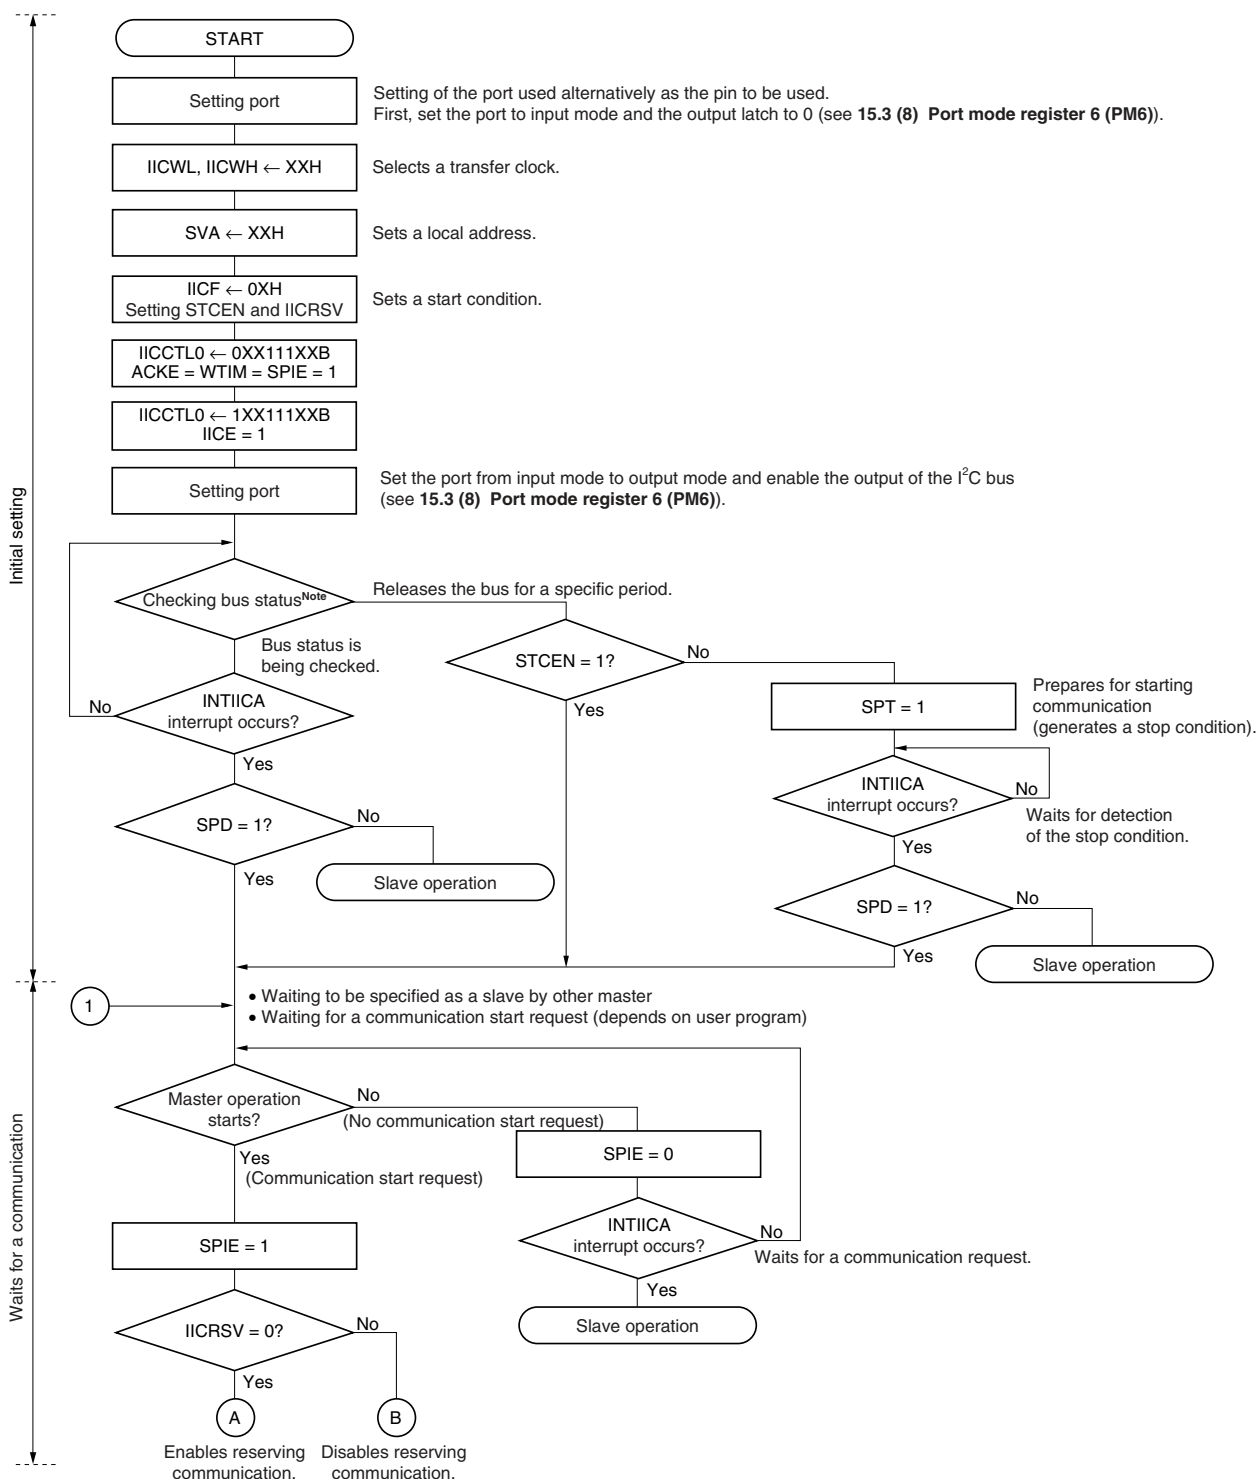 START
Setting port
Setting of the port used alternatively as the pin to be used.
First, set the port to input mode and the output latch to 0 (see 15.3 (8) Port mode register 6 (PM6)).
IICWL, IICWH ← XXH
Selects a transfer clock.
SVA ← XXH
Sets a local address.
IICF ← 0XH
Setting STCEN and IICRSV
Sets a start condition.
IICCTL0 ← 0XX111XXB
ACKE = WTIM = SPIE = 1
IICCTL0 ← 1XX111XXB
IICE = 1
Setting port
Set the port from input mode to output mode and enable the output of the I²C bus
(see 15.3 (8) Port mode register 6 (PM6)).
Initial setting
Checking bus statusNote
Releases the bus for a specific period.
Bus status is
being checked.
STCEN = 1?
No
Yes
INTIICA
interrupt occurs?
No
Yes
SPT = 1
Prepares for starting
communication
(generates a stop condition).
INTIICA
interrupt occurs?
No
Waits for detection
of the stop condition.
Yes
SPD = 1?
No
Slave operation
Yes
SPD = 1?
No
Slave operation
Yes
1
• Waiting to be specified as a slave by other master
• Waiting for a communication start request (depends on user program)
Waits for a communication
Master operation
starts?
No
(No communication start request)
Yes
(Communication start request)
SPIE = 0
INTIICA
interrupt occurs?
No
Waits for a communication request.
Yes
Slave operation
SPIE = 1
IICRSV = 0?
No
Yes
A
B
Enables reserving
communication.
Disables reserving
communication.